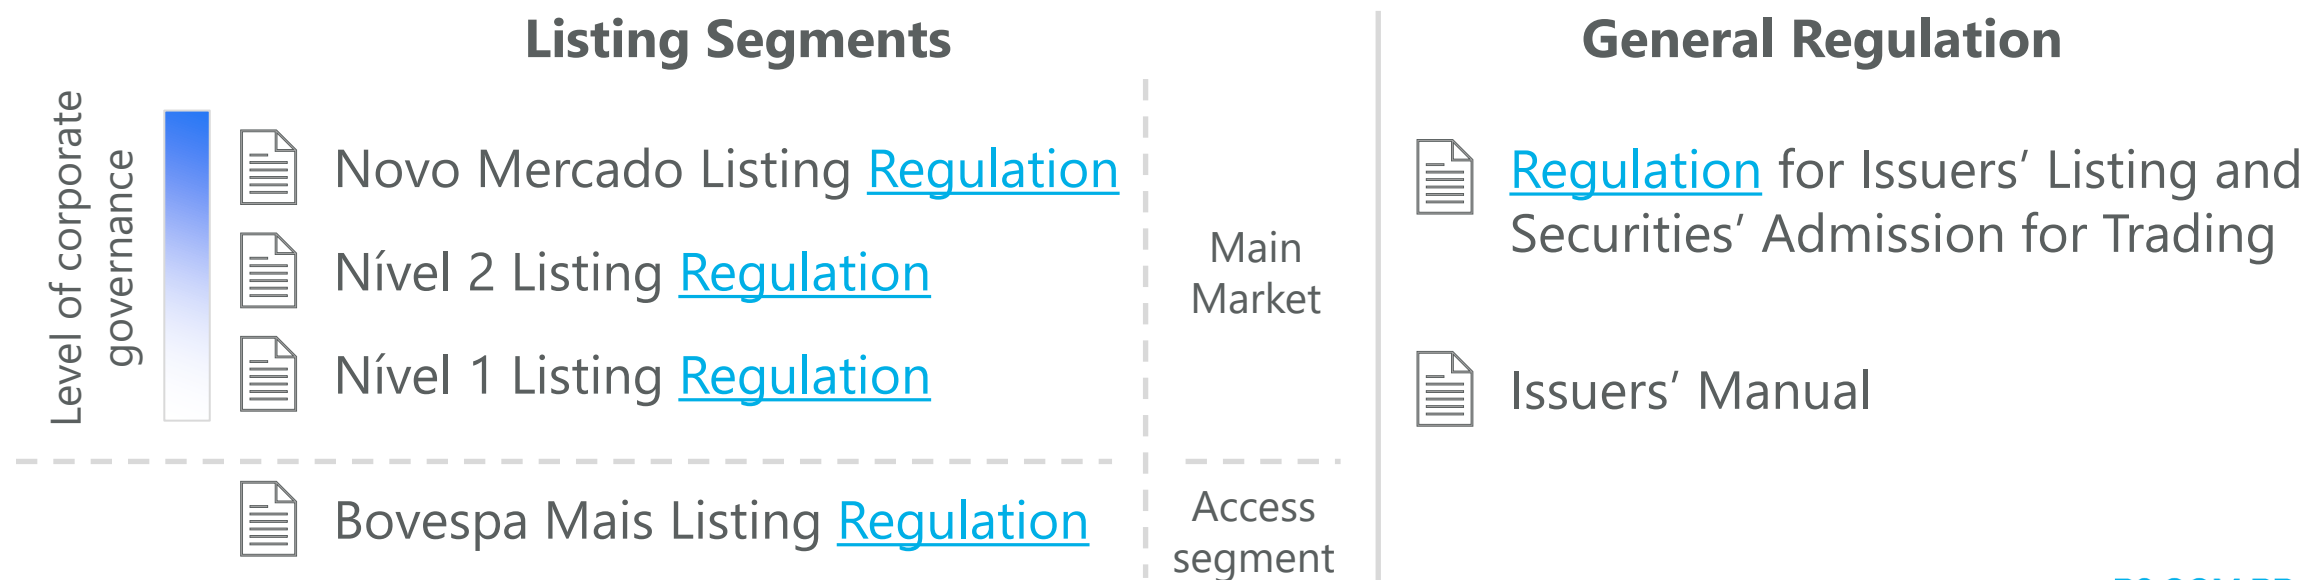 Listing Segments
Level of corporate
governance
Novo Mercado Listing Regulation
Nível 2 Listing Regulation
Nível 1 Listing Regulation
Main
Market
Bovespa Mais Listing Regulation
Access
segment
General Regulation
Regulation for Issuers’ Listing and
Securities’ Admission for Trading
Issuers’ Manual